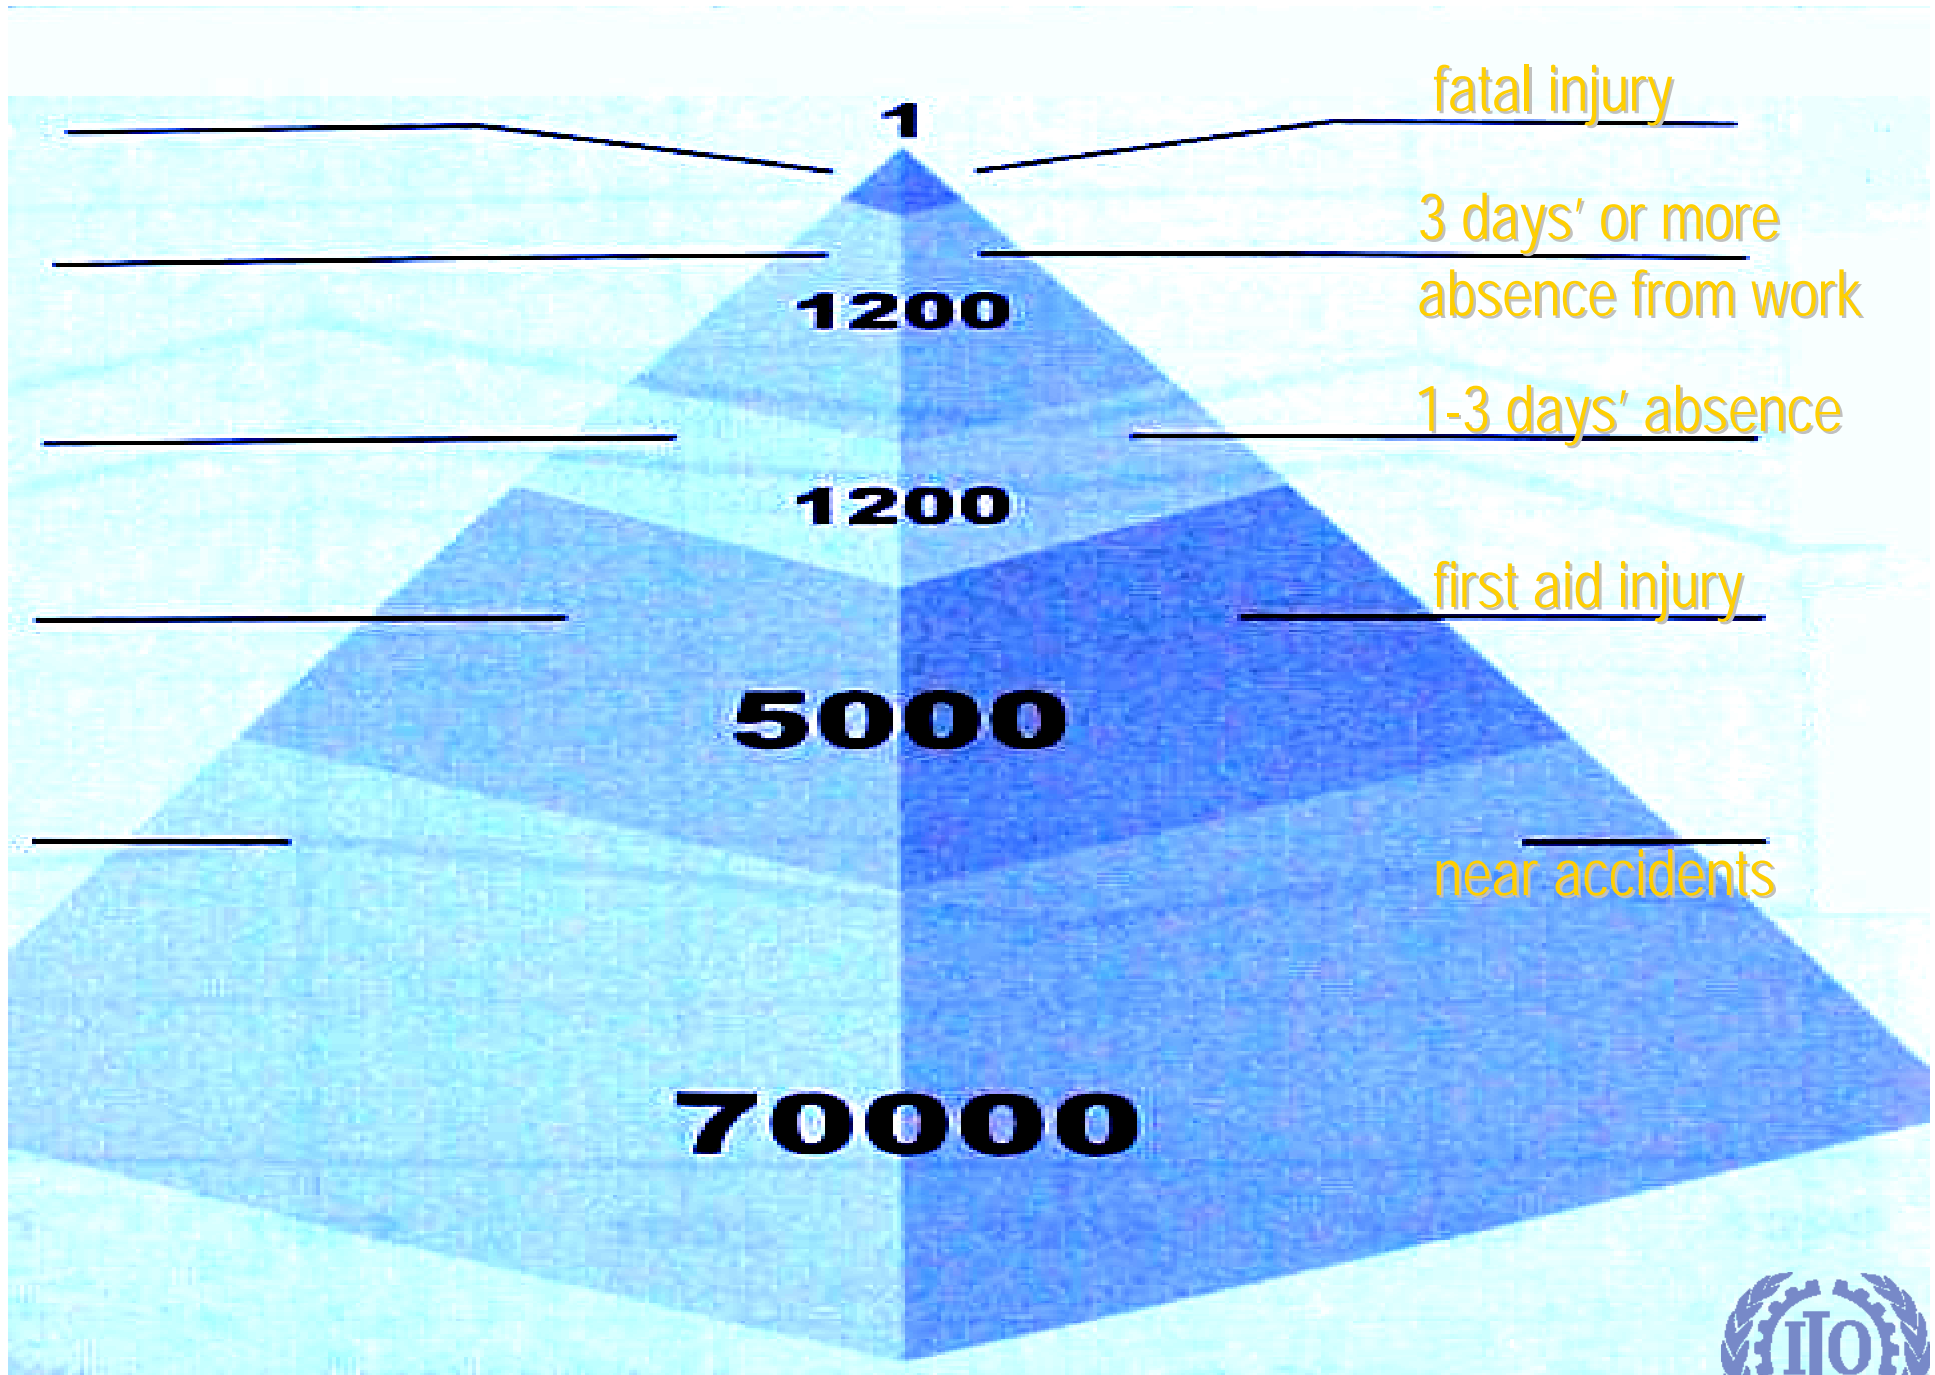 1
fatal injury
3 days’ or more
absence from work
1200
1-3 days’ absence
1200
first aid injury
5000
near accidents
70000
ILO